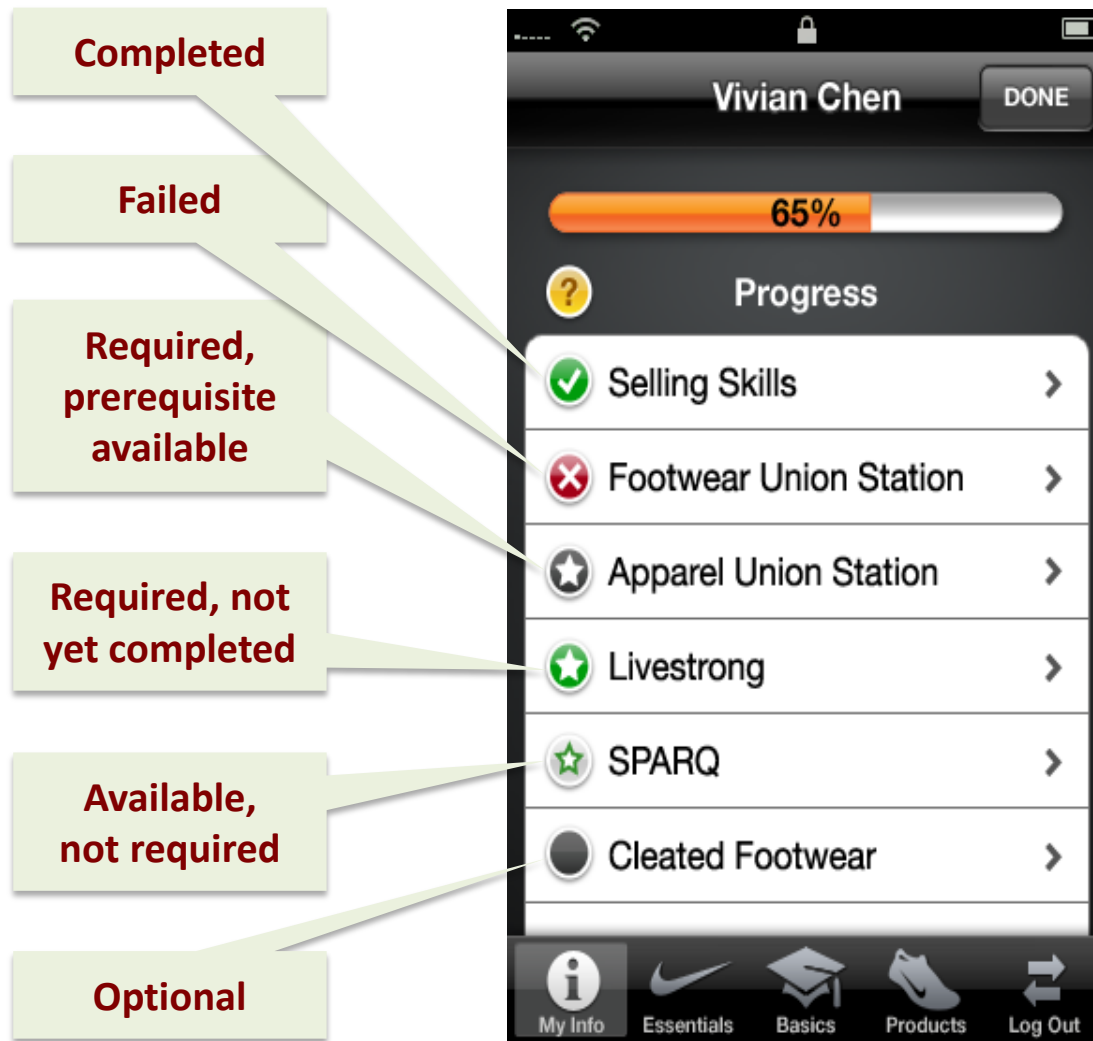 Completed
Failed
Required,
prerequisite
available
Required, not
yet completed
Available,
not required
Optional
Vivian Chen
DONE
65%
?
Progress
Selling Skills
Footwear Union Station
Apparel Union Station
Livestrong
SPARQ
Cleated Footwear
My Info
Essentials
Basics
Products
Log Out